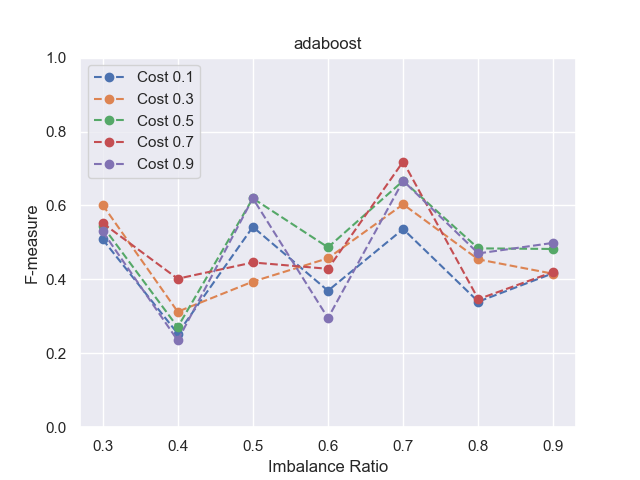 adaboost
1.0
0.8
0.6
0.4
0.2
0.0
F-measure
Cost 0.1
Cost 0.3
Cost 0.5
Cost 0.7
Cost 0.9
0.3 0.4 0.5 0.6 0.7 0.8 0.9
Imbalance Ratio